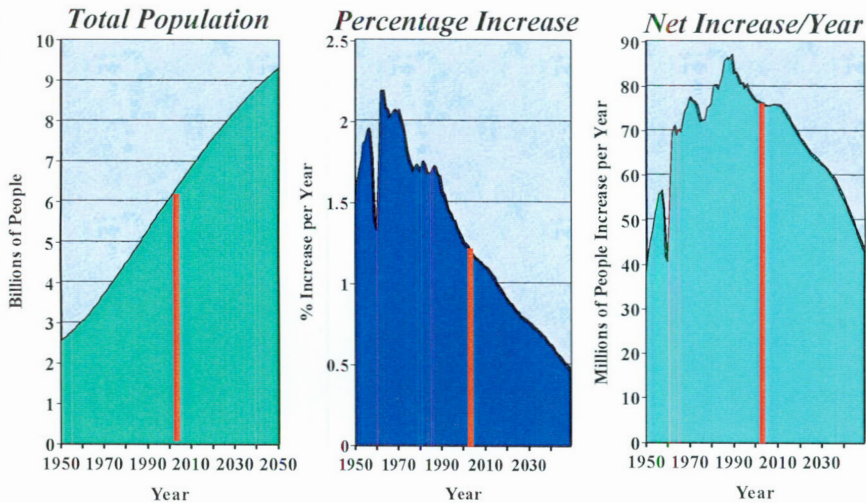 Total Population
Billions of People
10
9
8
7
6
5
4
3
2
1
0
1950 1970 1990 2010 2030 2050
Year
Percentage Increase
% Increase per Year
2.5
2
1.5
1
0.5
0
1950 1970 1990 2010 2030
Year
Net Increase/Year
Millions of People Increase per Year
90
80
70
60
50
40
30
20
10
0
1950 1970 1990 2010 2030
Year